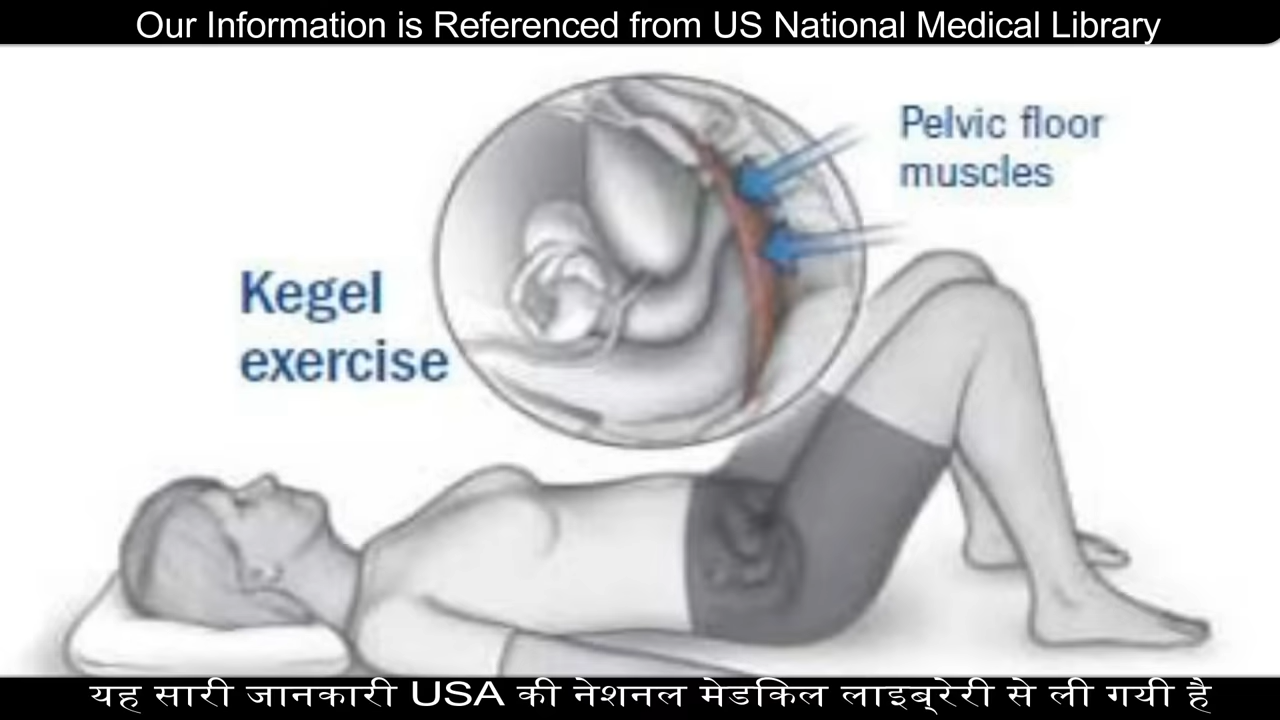 Our Information is Referenced from US National Medical Library
Pelvic floor
muscles
Kegel
exercise
यह सारी जानकारी USA की नेशनल मेडकिल लाइब्रेरी से ली गयी है